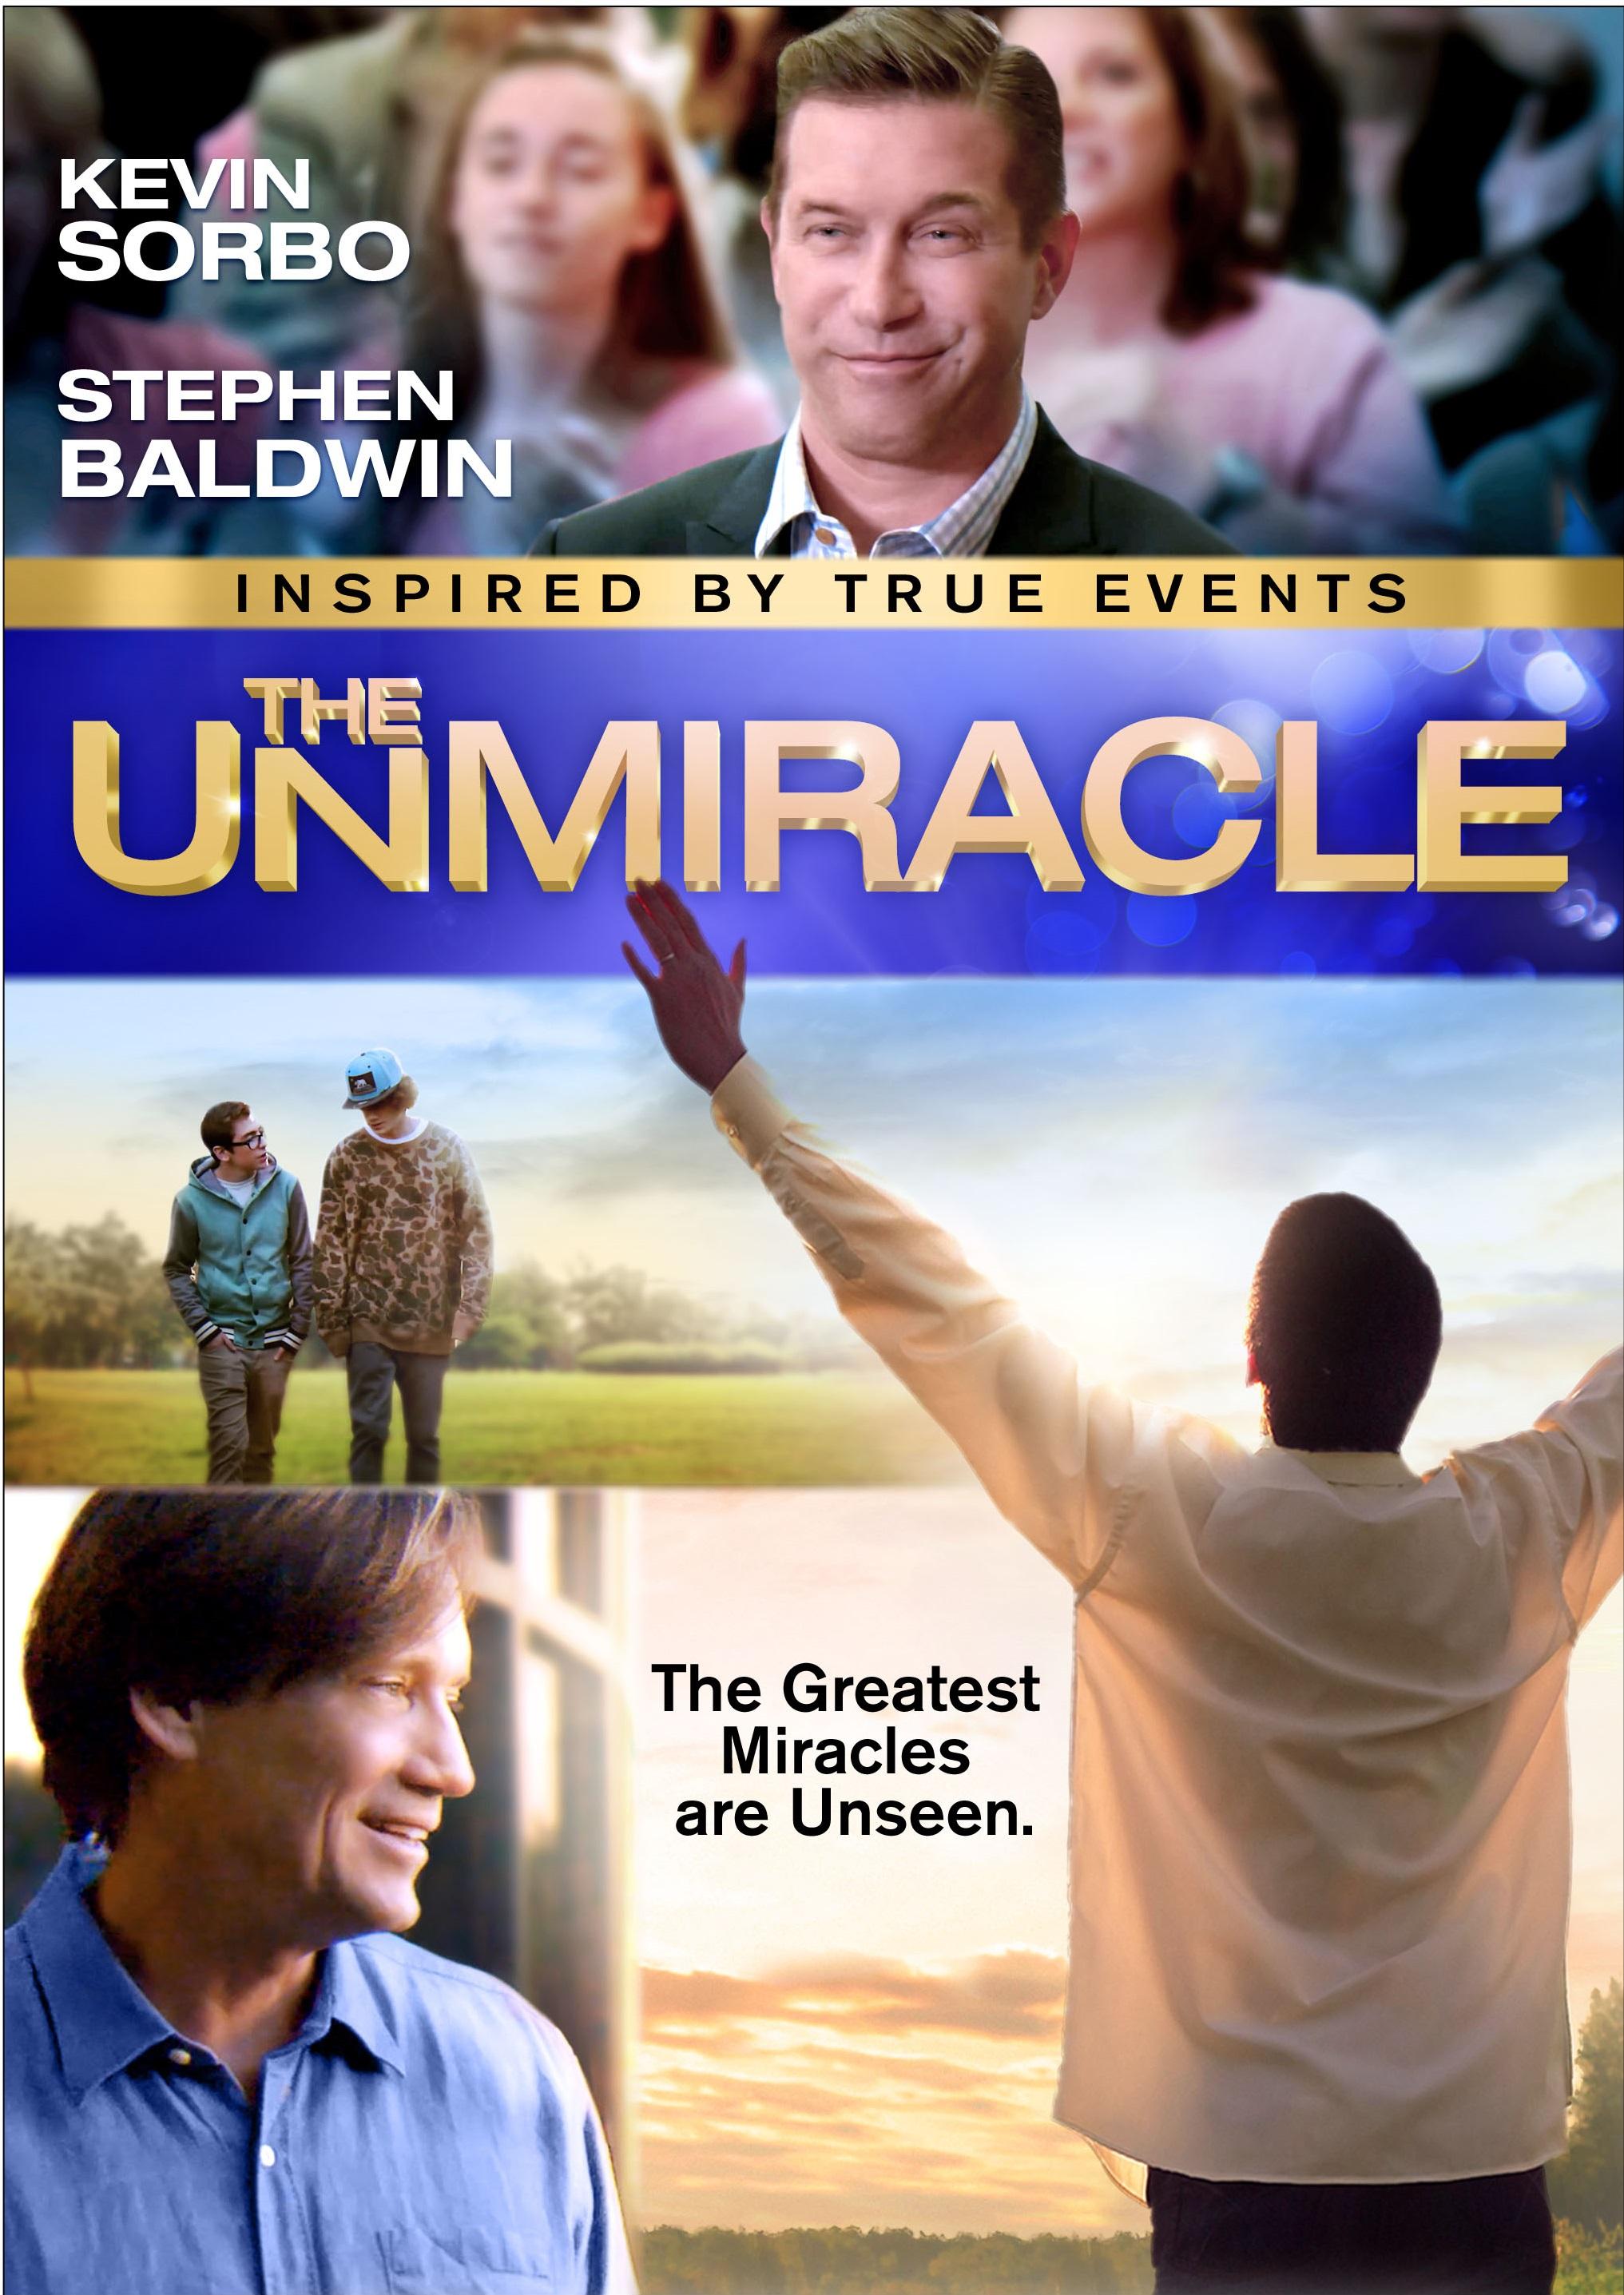 KEVIN
SORBO
STEPHEN
BALDWIN
INSPIRED BY TRUE EVENTS
THE
UNMIRACLE
The Greatest
Miracles
are Unseen.